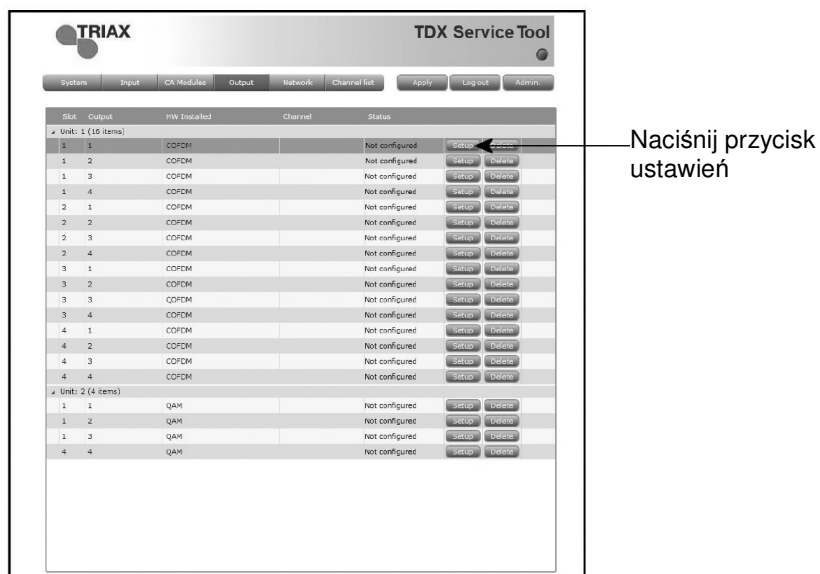 TRIAX
TDX Service Tool
System Input CA Modules Output Network Channel list Apply Log out Admin.
Slot Output HW Installed Channel Status
Unit: 1 (16 items)
1 1 COFDM Not configured Setup Delete
1 2 COFDM Not configured Setup Delete
1 3 COFDM Not configured Setup Delete
1 4 COFDM Not configured Setup Delete
2 1 COFDM Not configured Setup Delete
2 2 COFDM Not configured Setup Delete
2 3 COFDM Not configured Setup Delete
2 4 COFDM Not configured Setup Delete
3 1 COFDM Not configured Setup Delete
3 2 COFDM Not configured Setup Delete
3 3 COFDM Not configured Setup Delete
3 4 COFDM Not configured Setup Delete
4 1 COFDM Not configured Setup Delete
4 2 COFDM Not configured Setup Delete
4 3 COFDM Not configured Setup Delete
4 4 COFDM Not configured Setup Delete
Unit: 2 (4 items)
1 1 QAM Not configured Setup Delete
1 2 QAM Not configured Setup Delete
1 3 QAM Not configured Setup Delete
4 4 QAM Not configured Setup Delete
Naciśnij przycisk
ustawień